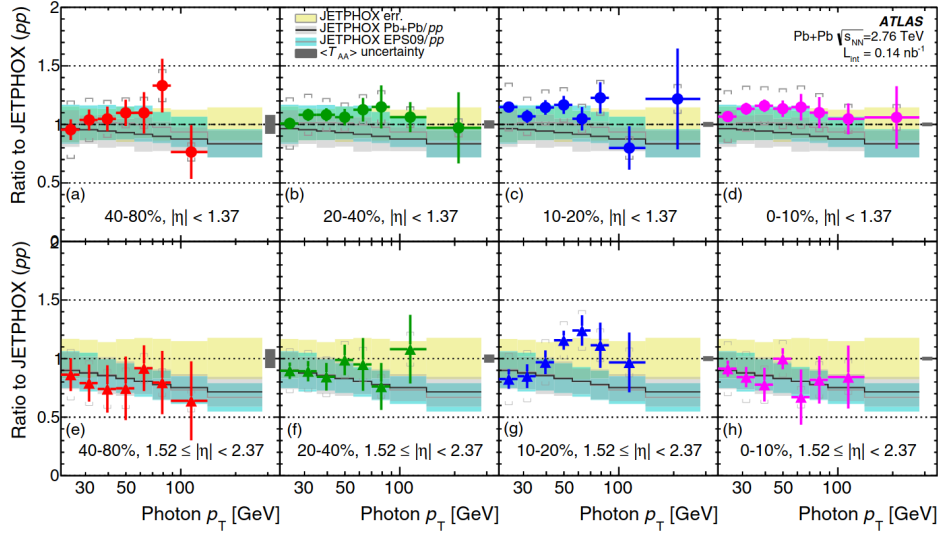 JETPHOX err.
JETPHOX Pb+Pb/pp
JETPHOX EPS09/pp
<T_AA> uncertainty
ATLAS
Pb+Pb √s_NN=2.76 TeV
L_int = 0.14 nb⁻¹
Ratio to JETPHOX (pp)
2
1.5
1
0.5
(a)
40-80%, |η| < 1.37
(b)
20-40%, |η| < 1.37
(c)
10-20%, |η| < 1.37
(d)
0-10%, |η| < 1.37
Ratio to JETPHOX (pp)
2
1.5
1
0.5
0
(e)
40-80%, 1.52 ≤ |η| < 2.37
(f)
20-40%, 1.52 ≤ |η| < 2.37
(g)
10-20%, 1.52 ≤ |η| < 2.37
(h)
0-10%, 1.52 ≤ |η| < 2.37
30 50 100
30 50 100
30 50 100
30 50 100
Photon p_T [GeV]
Photon p_T [GeV]
Photon p_T [GeV]
Photon p_T [GeV]